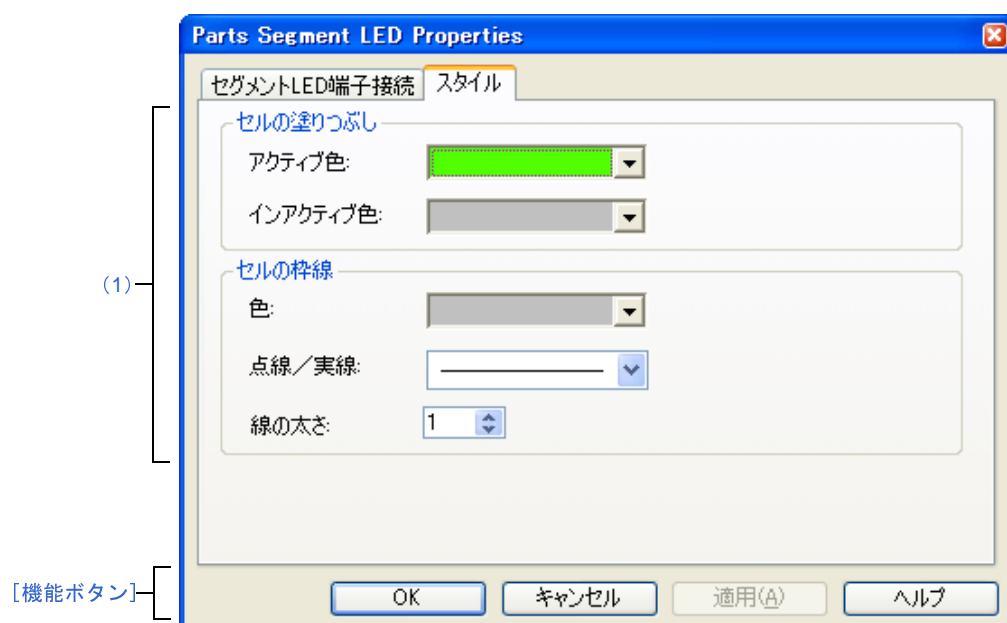 Parts Segment LED Properties
セグメントLED端子接続 スタイル
セルの塗りつぶし
アクティブ色:
インアクティブ色:
(1)
セルの枠線
色:
点線／実線:
線の太さ: 1
[機能ボタン]
OK キャンセル 適用(A) ヘルプ